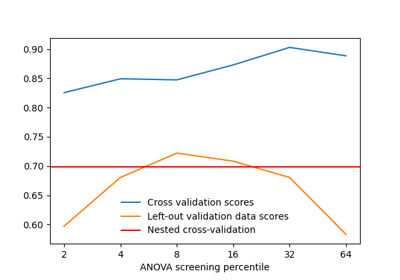 0.90
0.85
0.80
0.75
0.70
0.65
0.60
Cross validation scores
Left-out validation data scores
Nested cross-validation
2 4 8 16 32 64
ANOVA screening percentile